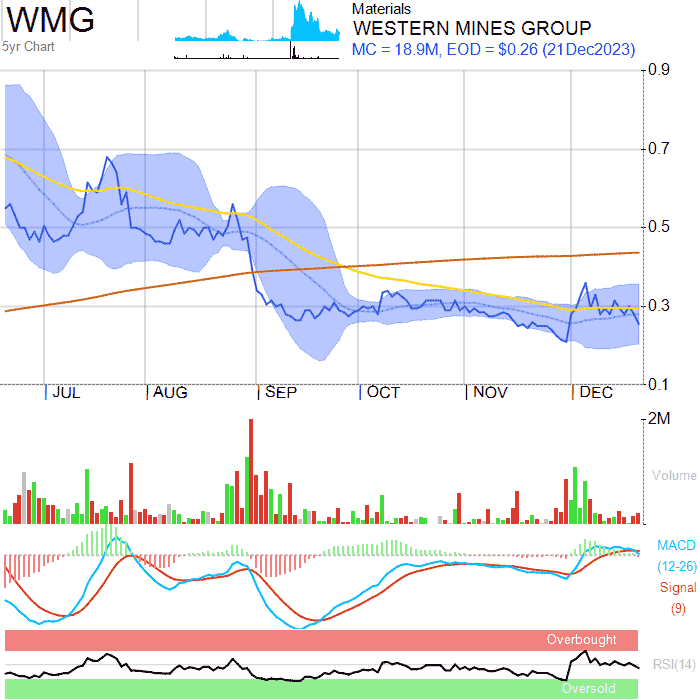 WMG
5yr Chart
Materials
WESTERN MINES GROUP
MC = 18.9M, EOD = $0.26 (21Dec2023)
0.9
0.7
0.5
0.3
0.1
JUL AUG SEP OCT NOV DEC
2M
Volume
MACD
(12-26)
Signal
(9)
Overbought
RSI(14)
Oversold